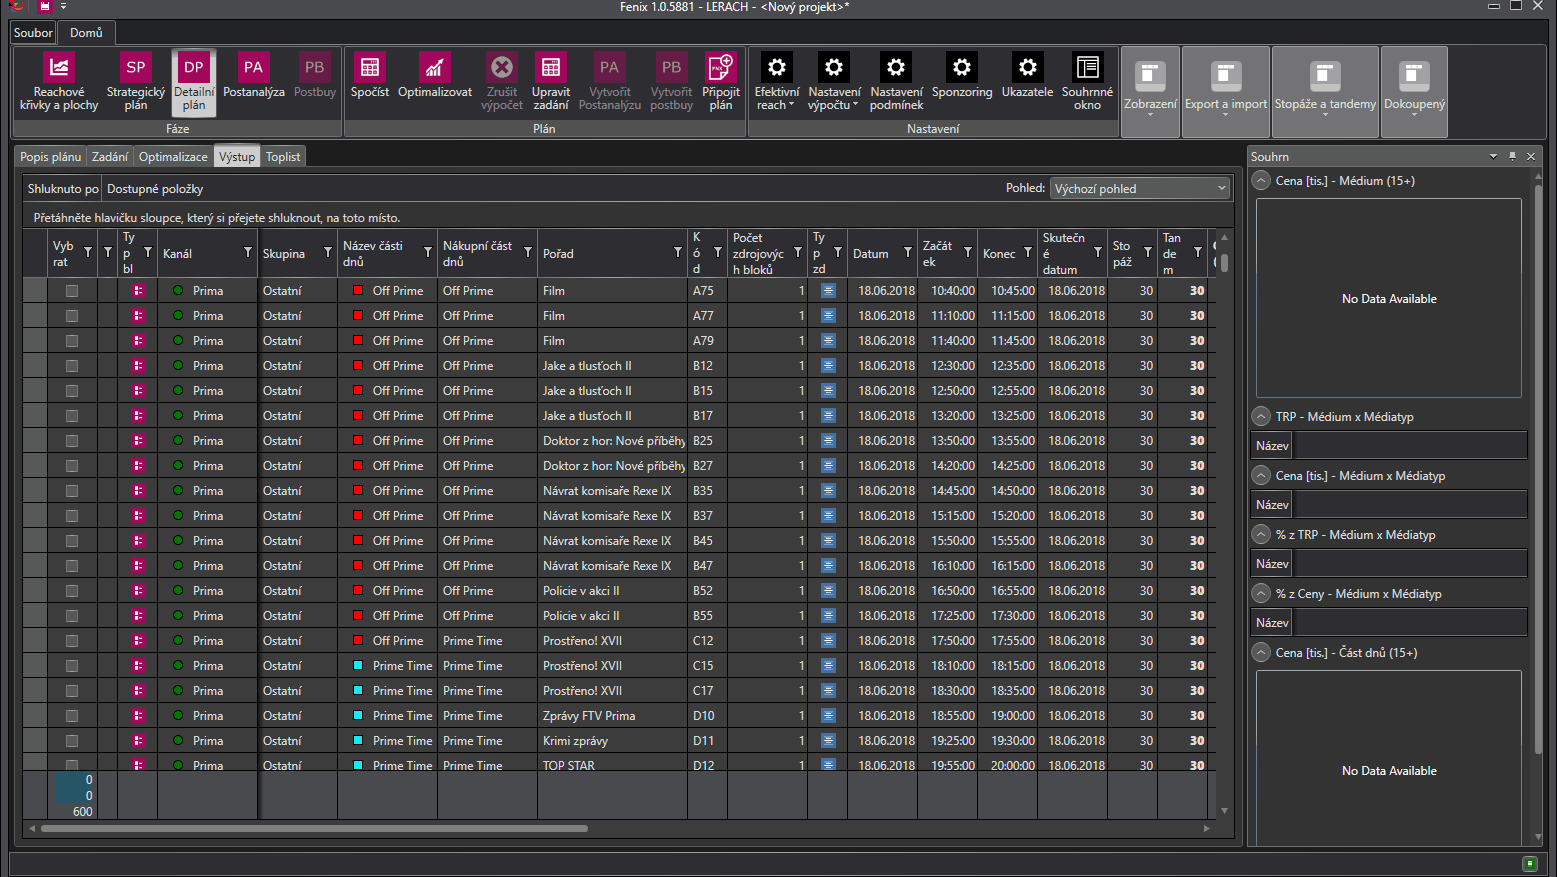 Fenix 1.0.5881 - LERACH - <Nový projekt>*
Soubor Domů
Reachové křivky a plochy
Strategický plán
Detailní plán
Postanalýza
Postbuy
Fáze
Spočíst
Optimalizovat
Zrušit výpočet
Upravit zadání
Vytvořit Postanalýzu
Vytvořit postbuy
Připojit plán
Plán
Efektivní reach
Nastavení výpočtu
Nastavení podmínek
Sponzoring
Ukazatele
Souhrnné okno
Nastavení
Zobrazení
Export a import
Stopáže a tandemy
Dokoupený
SP DP PA PB PA PB PNX
Popis plánu Zadání Optimalizace Výstup Toplist
Shluknuto po Dostupné položky
Pohled: Výchozí pohled
Přetáhněte hlavičku sloupce, který si přejete shluknout, na toto místo.
Vyb rat Ty p bl Kanál Skupina Název části dnů Nákupní část dnů Pořad K ó d Počet zdrojovýc h bloků Ty p zd Datum Začát ek Konec Skutečn é datum Sto páž Tan de m
Prima Ostatní Off Prime Off Prime Film A75 1 18.06.2018 10:40:00 10:45:00 18.06.2018 30 30
Prima Ostatní Off Prime Off Prime Film A77 1 18.06.2018 11:10:00 11:15:00 18.06.2018 30 30
Prima Ostatní Off Prime Off Prime Film A79 1 18.06.2018 11:40:00 11:45:00 18.06.2018 30 30
Prima Ostatní Off Prime Off Prime Jake a tlusťoch II B12 1 18.06.2018 12:30:00 12:35:00 18.06.2018 30 30
Prima Ostatní Off Prime Off Prime Jake a tlusťoch II B15 1 18.06.2018 12:50:00 12:55:00 18.06.2018 30 30
Prima Ostatní Off Prime Off Prime Jake a tlusťoch II B17 1 18.06.2018 13:20:00 13:25:00 18.06.2018 30 30
Prima Ostatní Off Prime Off Prime Doktor z hor: Nové příběhy B25 1 18.06.2018 13:50:00 13:55:00 18.06.2018 30 30
Prima Ostatní Off Prime Off Prime Doktor z hor: Nové příběhy B27 1 18.06.2018 14:20:00 14:25:00 18.06.2018 30 30
Prima Ostatní Off Prime Off Prime Návrat komisaře Rexe IX B35 1 18.06.2018 14:45:00 14:50:00 18.06.2018 30 30
Prima Ostatní Off Prime Off Prime Návrat komisaře Rexe IX B37 1 18.06.2018 15:15:00 15:20:00 18.06.2018 30 30
Prima Ostatní Off Prime Off Prime Návrat komisaře Rexe IX B45 1 18.06.2018 15:50:00 15:55:00 18.06.2018 30 30
Prima Ostatní Off Prime Off Prime Návrat komisaře Rexe IX B47 1 18.06.2018 16:10:00 16:15:00 18.06.2018 30 30
Prima Ostatní Off Prime Off Prime Policie v akci II B52 1 18.06.2018 16:50:00 16:55:00 18.06.2018 30 30
Prima Ostatní Off Prime Off Prime Policie v akci II B55 1 18.06.2018 17:25:00 17:30:00 18.06.2018 30 30
Prima Ostatní Off Prime Prime Time Prostřeno! XVII C12 1 18.06.2018 17:50:00 17:55:00 18.06.2018 30 30
Prima Ostatní Prime Time Prime Time Prostřeno! XVII C15 1 18.06.2018 18:10:00 18:15:00 18.06.2018 30 30
Prima Ostatní Prime Time Prime Time Prostřeno! XVII C17 1 18.06.2018 18:30:00 18:35:00 18.06.2018 30 30
Prima Ostatní Prime Time Prime Time Zprávy FTV Prima D10 1 18.06.2018 18:55:00 19:00:00 18.06.2018 30 30
Prima Ostatní Prime Time Prime Time Krimi zprávy D11 1 18.06.2018 19:25:00 19:30:00 18.06.2018 30 30
Prima Ostatní Prime Time Prime Time TOP STAR D12 1 18.06.2018 19:55:00 20:00:00 18.06.2018 30 30
0
0
600
Souhrn
Cena [tis.] - Médium (15+)
No Data Available
TRP - Médium x Médiatyp
Název
Cena [tis.] - Médium x Médiatyp
Název
% z TRP - Médium x Médiatyp
Název
% z Ceny - Médium x Médiatyp
Název
Cena [tis.] - Část dnů (15+)
No Data Available